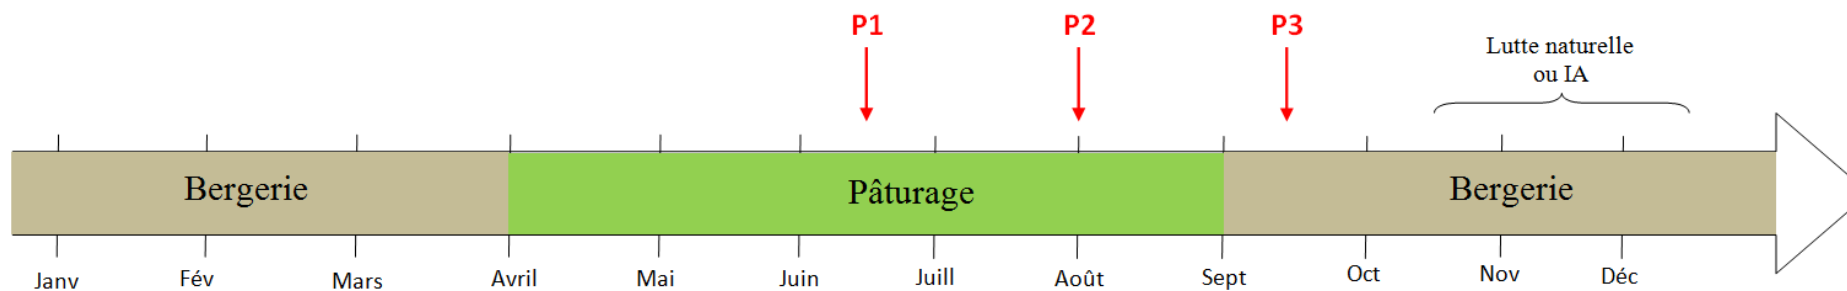 P1
P2
P3
Lutte naturelle
ou IA
Bergerie
Pâturage
Bergerie
Janv
Fév
Mars
Avril
Mai
Juin
Juill
Août
Sept
Oct
Nov
Déc